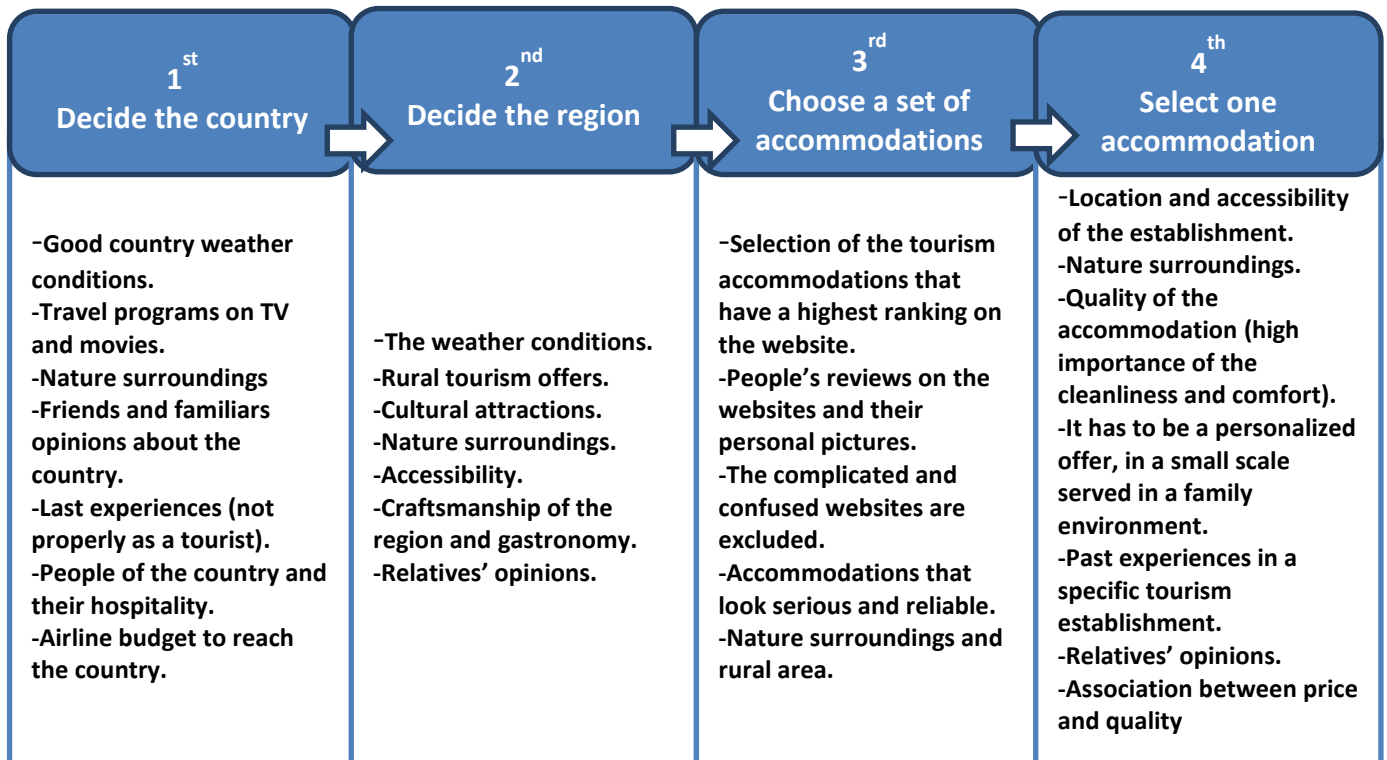 1st
Decide the country
2nd
Decide the region
3rd
Choose a set of
accommodations
4th
Select one
accommodation
-Good country weather
conditions.
-Travel programs on TV
and movies.
-Nature surroundings
-Friends and familiars
opinions about the
country.
-Last experiences (not
properly as a tourist).
-People of the country and
their hospitality.
-Airline budget to reach
the country.
-The weather conditions.
-Rural tourism offers.
-Cultural attractions.
-Nature surroundings.
-Accessibility.
-Craftsmanship of the
region and gastronomy.
-Relatives’ opinions.
-Selection of the tourism
accommodations that
have a highest ranking on
the website.
-People’s reviews on the
websites and their
personal pictures.
-The complicated and
confused websites are
excluded.
-Accommodations that
look serious and reliable.
-Nature surroundings and
rural area.
-Location and accessibility
of the establishment.
-Nature surroundings.
-Quality of the
accommodation (high
importance of the
cleanliness and comfort).
-It has to be a personalized
offer, in a small scale
served in a family
environment.
-Past experiences in a
specific tourism
establishment.
-Relatives’ opinions.
-Association between price
and quality